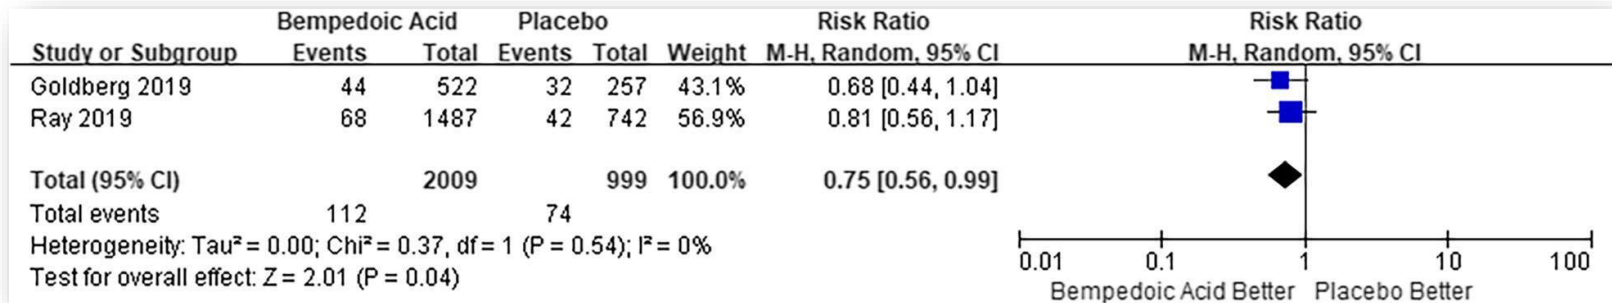 Bempedoic Acid Placebo Risk Ratio Risk Ratio
Study or Subgroup Events Total Events Total Weight M-H, Random, 95% CI M-H, Random, 95% CI
Goldberg 2019 44 522 32 257 43.1% 0.68 [0.44, 1.04]
Ray 2019 68 1487 42 742 56.9% 0.81 [0.56, 1.17]
Total (95% CI) 2009 999 100.0% 0.75 [0.56, 0.99]
Total events 112 74
Heterogeneity: Tau² = 0.00; Chi² = 0.37, df = 1 (P = 0.54); I² = 0%
Test for overall effect: Z = 2.01 (P = 0.04)
0.01 0.1 1 10 100
Bempedoic Acid Better Placebo Better